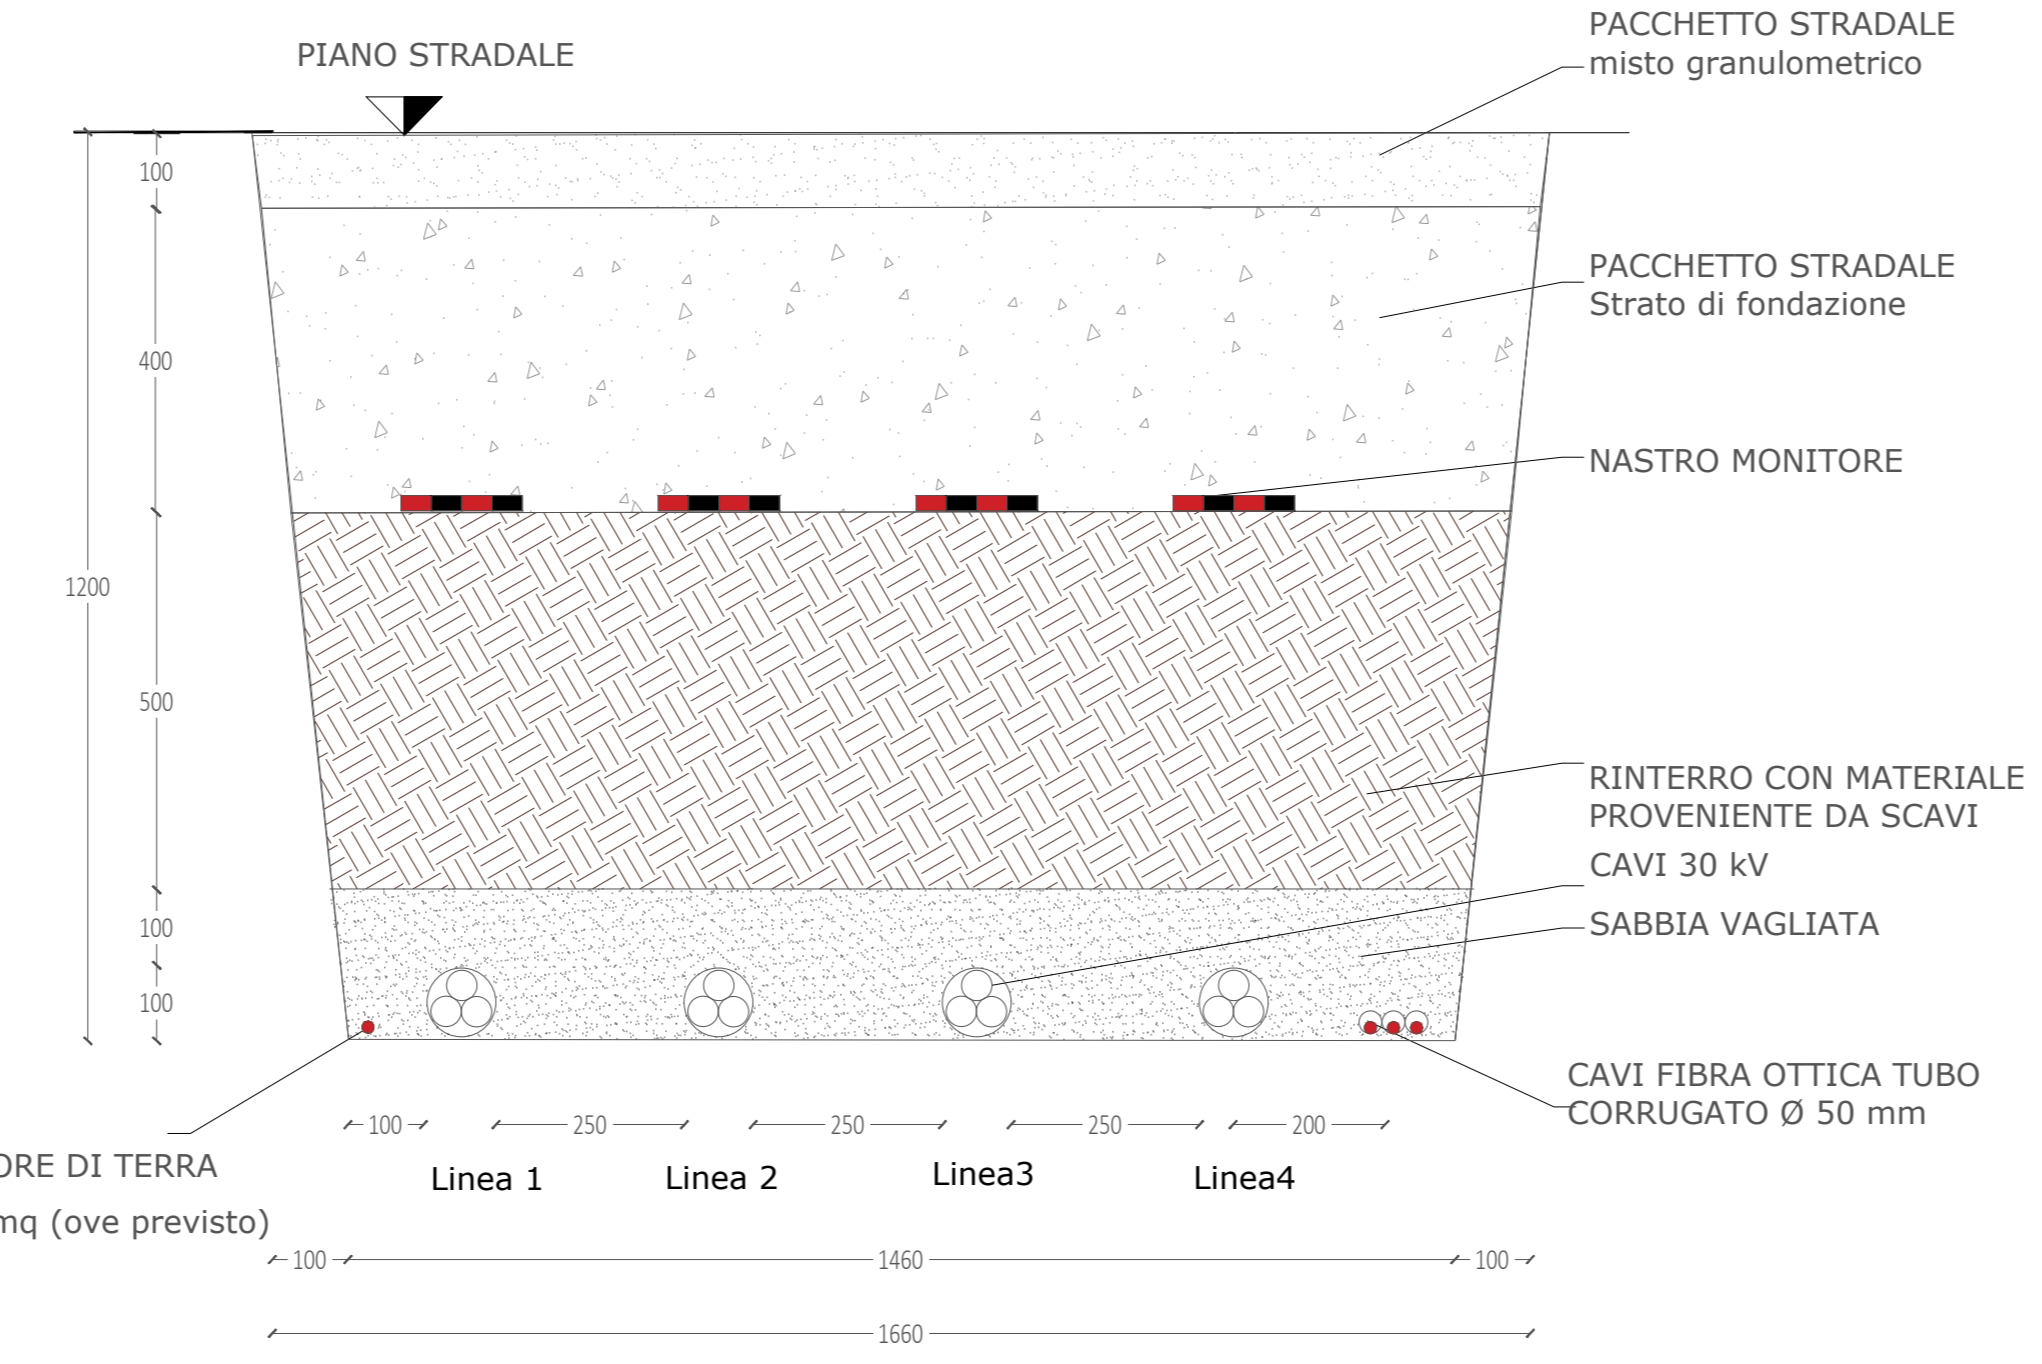 PACCHETTO STRADALE
misto granulometrico
PIANO STRADALE
100
PACCHETTO STRADALE
Strato di fondazione
400
NASTRO MONITORE
1200
500
RINTERRO CON MATERIALE
PROVENIENTE DA SCAVI
CAVI 30 kV
SABBIA VAGLIATA
100
100
CAVI FIBRA OTTICA TUBO
CORRUGATO Ø 50 mm
100 250 250 250 200
ORE DI TERRA
Linea 1 Linea 2 Linea3 Linea4
mq (ove previsto)
100 1460 100
1660